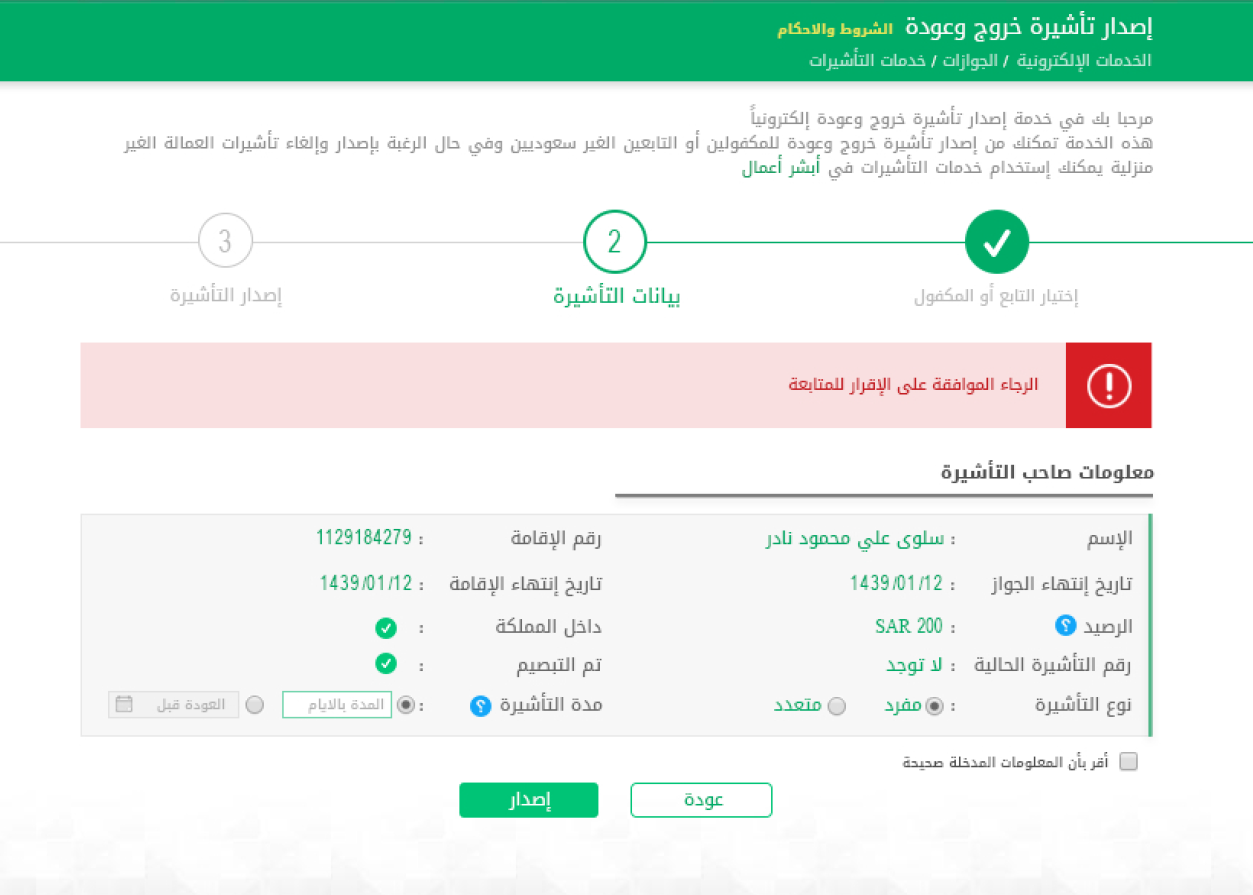 إصدار تأشيرة خروج وعودة الشروط والاحكام
الخدمات الإلكترونية / الجوازات / خدمات التأشيرات
مرحبا بك في خدمة إصدار تأشيرة خروج وعودة إلكترونياً
هذه الخدمة تمكنك من إصدار تأشيرة خروج وعودة للمكفولين أو التابعين الغير سعوديين وفي حال الرغبة بإصدار وإلغاء تأشيرات العمالة الغير
منزلية يمكنك إستخدام خدمات التأشيرات في أبشر أعمال
2
3
إختيار التابع أو المكفول
بيانات التأشيرة
إصدار التأشيرة
الرجاء الموافقة على الإقرار للمتابعة
معلومات صاحب التأشيرة
الإسم : سلوى علي محمود نادر رقم الإقامة : 1129184279
تاريخ إنتهاء الجواز : 1439/01/12 تاريخ إنتهاء الإقامة : 1439/01/12
الرصيد ؟ : SAR 200 داخل المملكة :
رقم التأشيرة الحالية : لا توجد تم التبصيم :
نوع التأشيرة : مفرد متعدد مدة التأشيرة ؟ : المدة بالايام العودة قبل
أقر بأن المعلومات المدخلة صحيحة
عودة إصدار